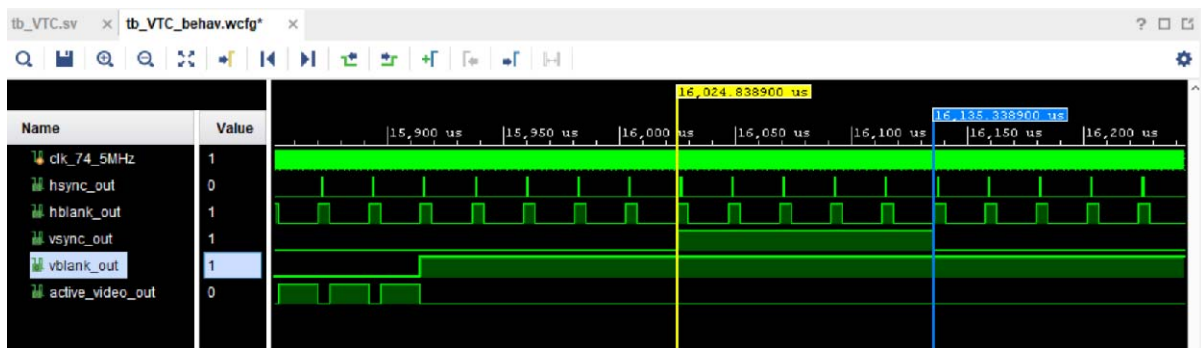 tb_VTC.sv × tb_VTC_behav.wcfg* ×
?
16,024.838900 us
16,135.338900 us
Name Value
15,900 us 15,950 us 16,000 us 16,050 us 16,100 us 16,150 us 16,200 us
clk_74_5MHz 1
hsync_out 0
hblank_out 1
vsync_out 1
vblank_out 1
active_video_out 0